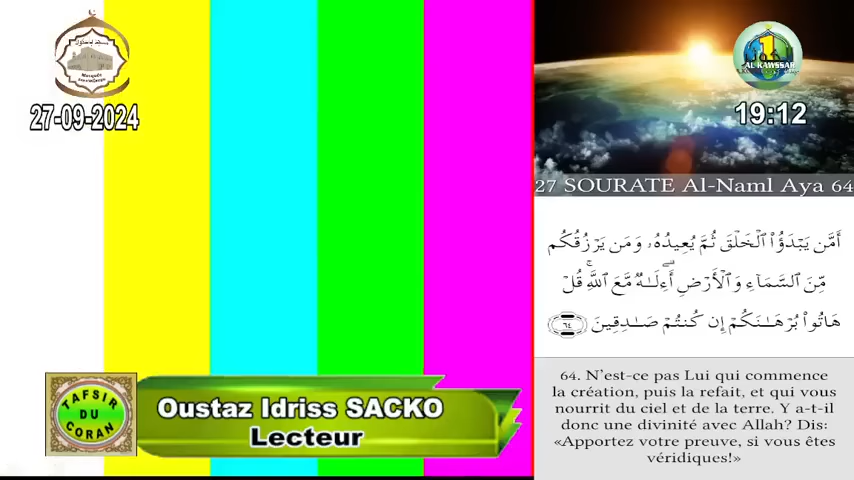 27-09-2024
AL KAWSSAR
19:12
27 SOURATE Al-Naml Aya 64
أَمَّن يَبْدَؤُا۟ ٱلْخَلْقَ ثُمَّ يُعِيدُهُۥ وَمَن يَرْزُقُكُم
مِّنَ ٱلسَّمَآءِ وَٱلْأَرْضِ أَءِلَـٰهٌ مَّعَ ٱللَّهِ قُلْ
هَاتُوا۟ بُرْهَـٰنَكُمْ إِن كُنتُمْ صَـٰدِقِينَ ٦٤
64. N'est-ce pas Lui qui commence
la création, puis la refait, et qui vous
nourrit du ciel et de la terre. Y a-t-il
donc une divinité avec Allah? Dis:
«Apportez votre preuve, si vous êtes
véridiques!»
TAFSIR
DU
CORAN
Oustaz Idriss SACKO
Lecteur